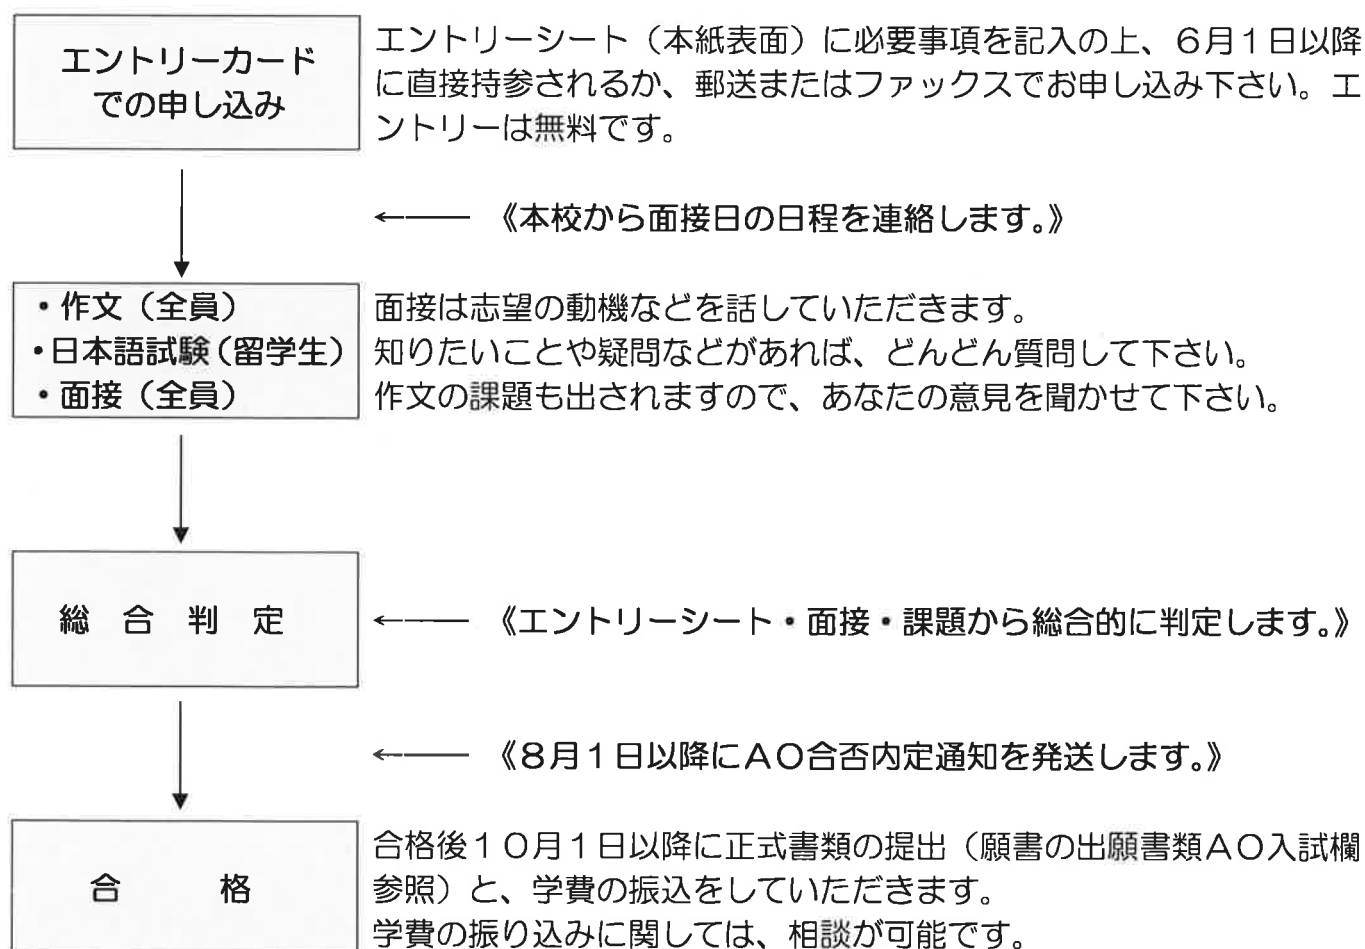 エントリーカード
での申し込み
エントリーシート（本紙表面）に必要事項を記入の上、６月１日以降
に直接持参されるか、郵送またはファックスでお申し込み下さい。エ
ントリーは無料です。
《本校から面接日の日程を連絡します。》
・作文（全員）
・日本語試験（留学生）
・面接（全員）
面接は志望の動機などを話していただきます。
知りたいことや疑問などがあれば、どんどん質問して下さい。
作文の課題も出されますので、あなたの意見を聞かせて下さい。
総　合　判　定
《エントリーシート・面接・課題から総合的に判定します。》
《８月１日以降にＡＯ合否内定通知を発送します。》
合　　　格
合格後１０月１日以降に正式書類の提出（願書の出願書類ＡＯ入試欄
参照）と、学費の振込をしていただきます。
学費の振り込みに関しては、相談が可能です。